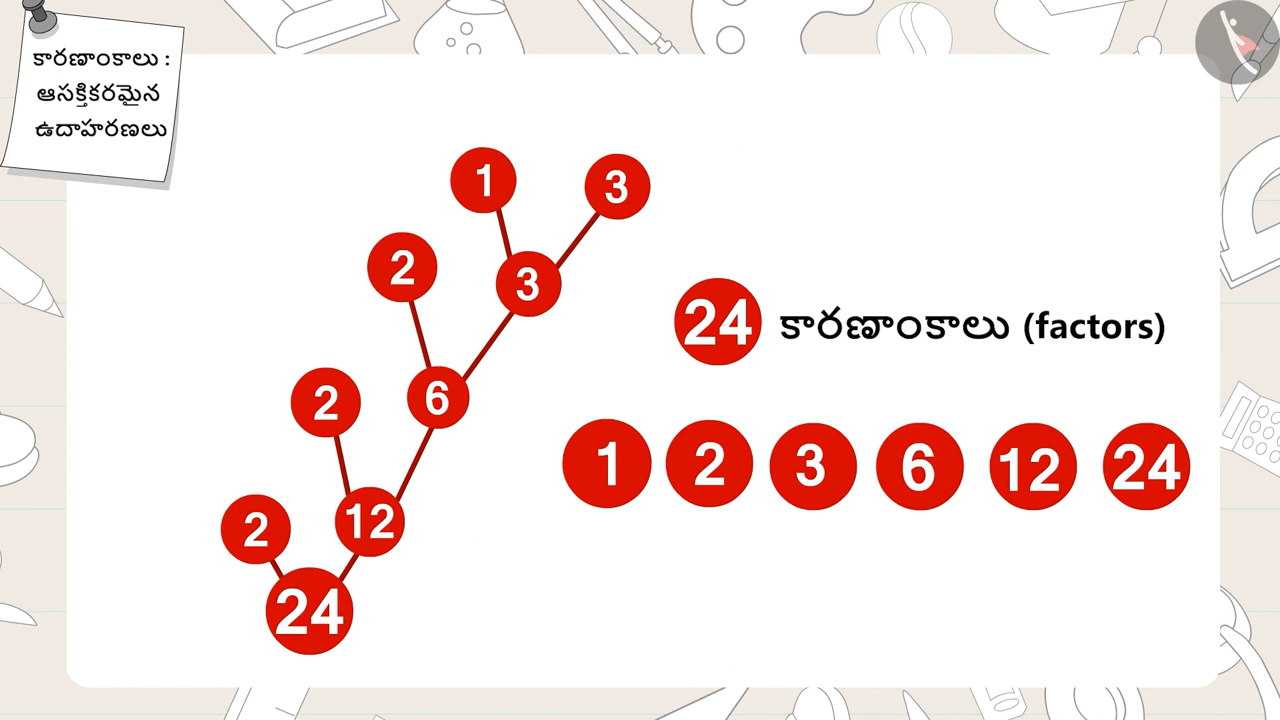 కారణాంకాలు :
ఆసక్తికరమైన
ఉదాహరణలు
1
3
2
3
2
6
2
12
24
24 కారణాంకాలు (factors)
1 2 3 6 12 24